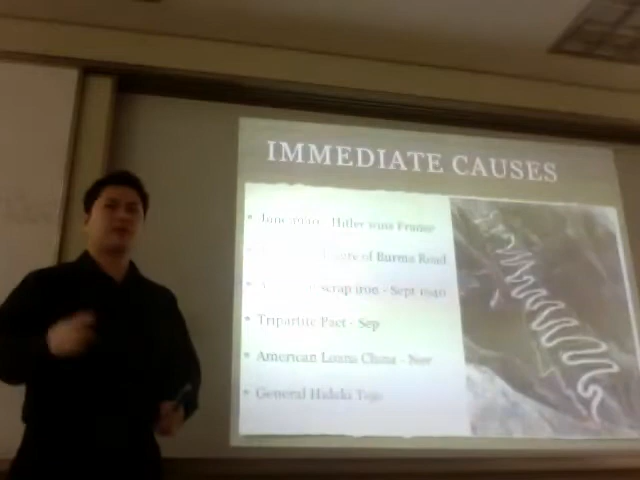 IMMEDIATE CAUSES
Hitler wins France
of Burma Road
scrap iron - Sept 1940
Tripartite Pact - Sep
American Loans China - Nov
General Hideki Tojo